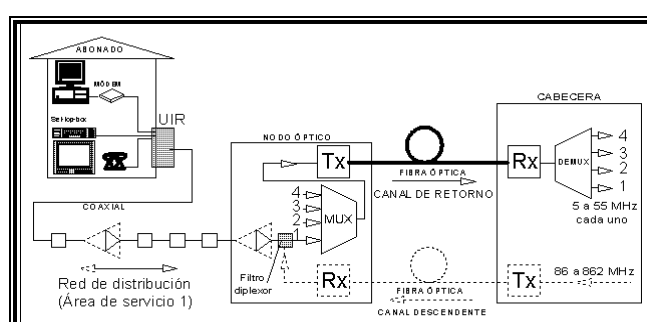 ABONADO
MÓDEM
Set-top-box
UIR
COAXIAL
Red de distribución
(Área de servicio 1)
NODO ÓPTICO
Tx
4
3
2
1
MUX
Filtro
diplexor
Rx
FIBRA ÓPTICA
CANAL DE RETORNO
FIBRA ÓPTICA
CANAL DESCENDENTE
CABECERA
Rx
DEMUX
4
3
2
1
5 a 55 MHz
cada uno
Tx
86 a 862 MHz